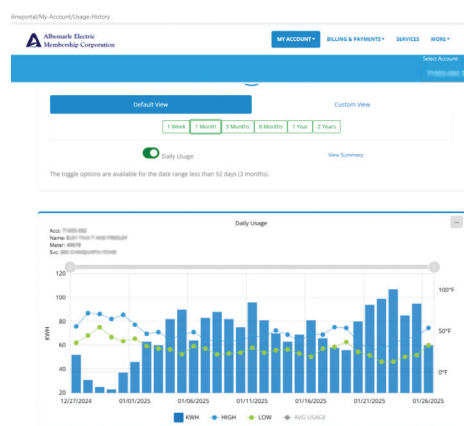 lineportal/My-Account/Usage-History
Albemarle Electric
Membership Corporation
MY ACCOUNT BILLING & PAYMENTS SERVICES MORE
Select Account:
Default View Custom View
1 Week 1 Month 3 Months 6 Months 1 Year 2 Years
Daily Usage View Summary
The toggle options are available for the date range less than 92 days (3 months).
Daily Usage
Acct:
Name:
Meter:
Svc:
120
100 100°F
80
60 50°F
40 0°F
20
KWH
12/27/2024 01/01/2025 01/06/2025 01/11/2025 01/16/2025 01/21/2025 01/26/2025
KWH HIGH LOW AVG USAGE